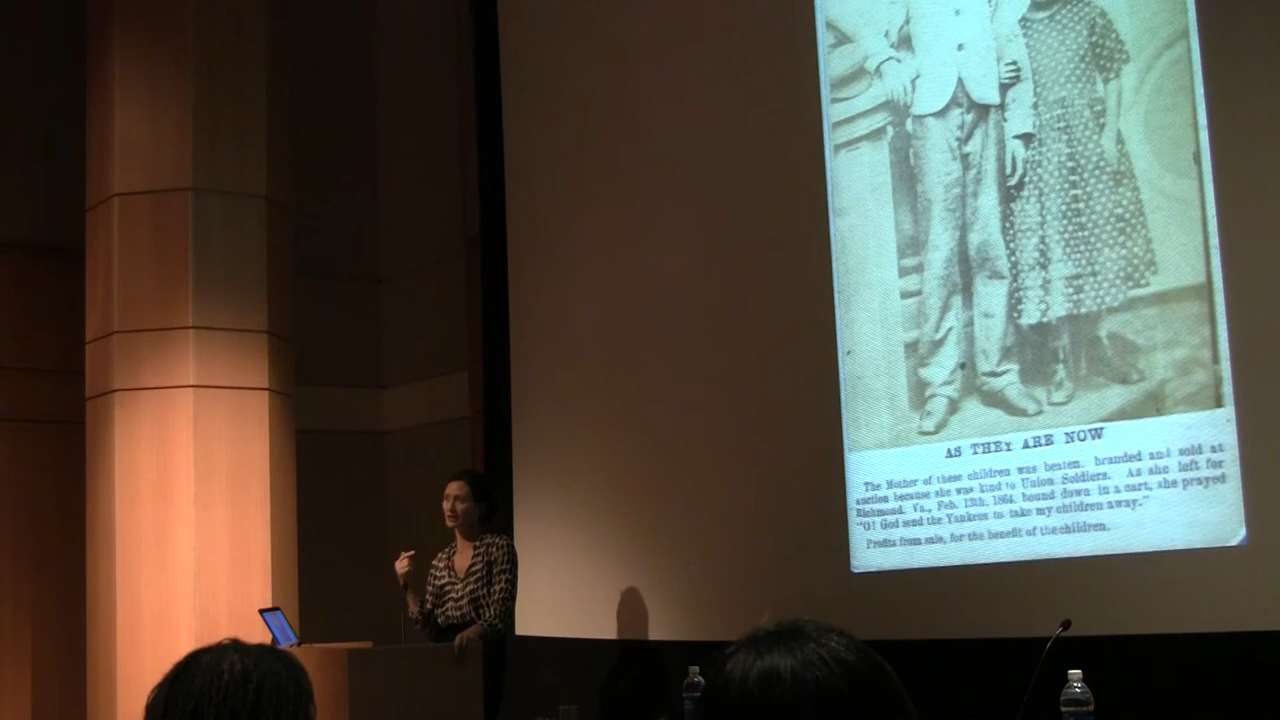 AS THEY ARE NOW
The Mother of these children was beaten, branded and sold at
auction because she was kind to Union Soldiers. As she left for
Richmond, Va., Feb. 13th, 1864, bound down in a cart, she prayed
"O! God send the Yankees to take my children away."
Profits from sale, for the benefit of the children.